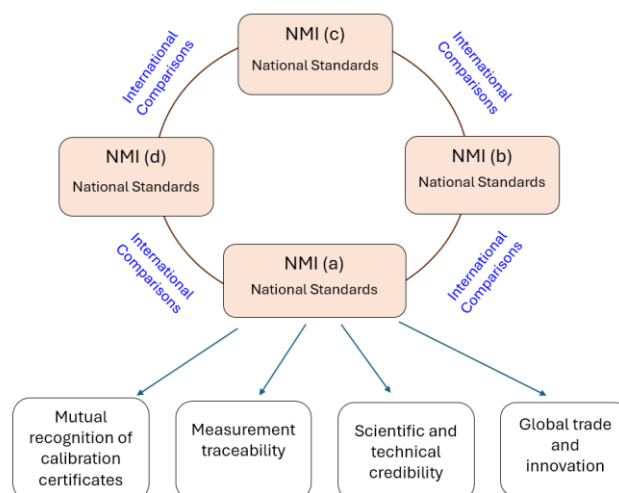 NMI (c)
National Standards
International
Comparisons
International
Comparisons
NMI (d)
National Standards
NMI (b)
National Standards
International
Comparisons
NMI (a)
National Standards
International
Comparisons
Mutual
recognition of
calibration
certificates
Measurement
traceability
Scientific and
technical
credibility
Global trade
and
innovation